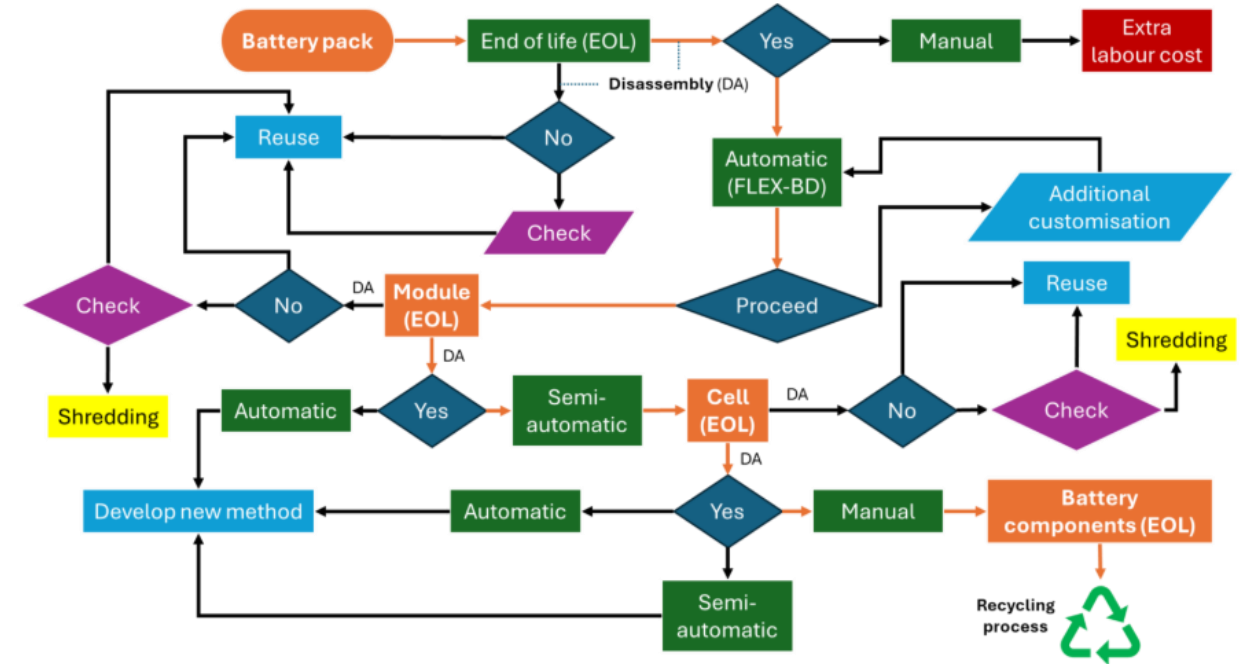 Battery pack
End of life (EOL)
Yes
Manual
Extra
labour cost
Disassembly (DA)
Reuse
No
Automatic
(FLEX-BD)
Additional
customisation
Check
Check
No
DA
Module
(EOL)
Proceed
Reuse
Shredding
DA
Shredding
Automatic
Yes
Semi-
automatic
Cell
(EOL)
DA
No
Check
DA
Develop new method
Automatic
Yes
Manual
Battery
components (EOL)
Semi-
automatic
Recycling
process